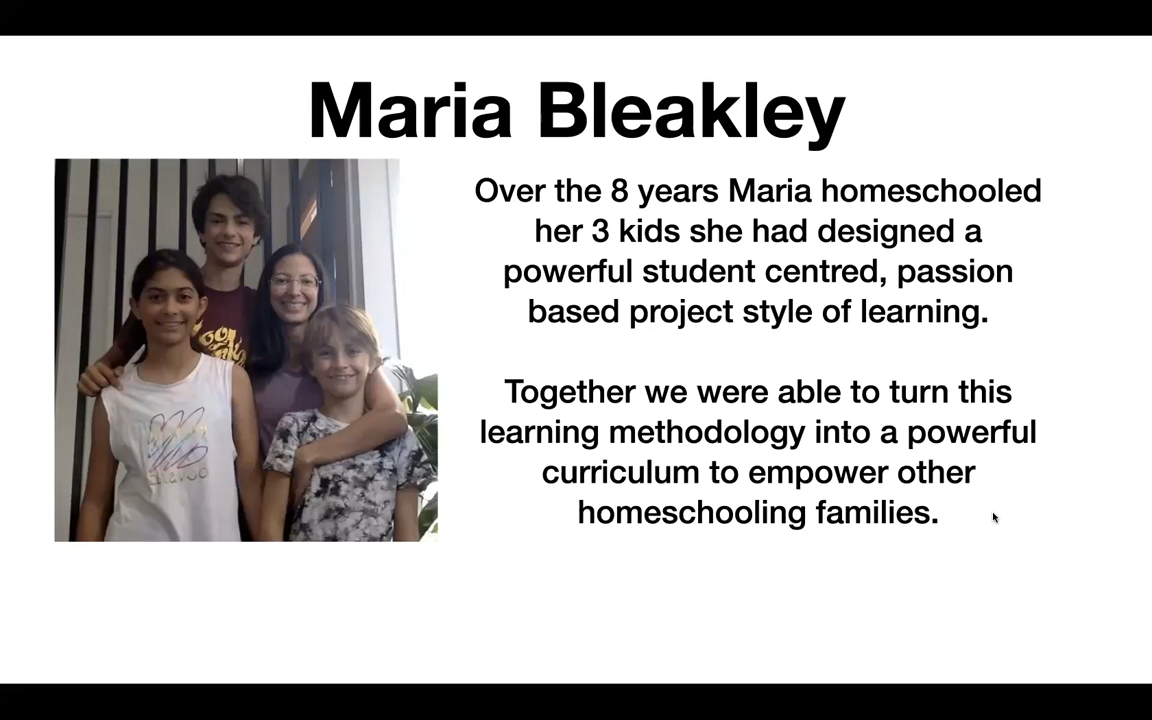 Maria Bleakley
Over the 8 years Maria homeschooled
her 3 kids she had designed a
powerful student centred, passion
based project style of learning.
Together we were able to turn this
learning methodology into a powerful
curriculum to empower other
homeschooling families.